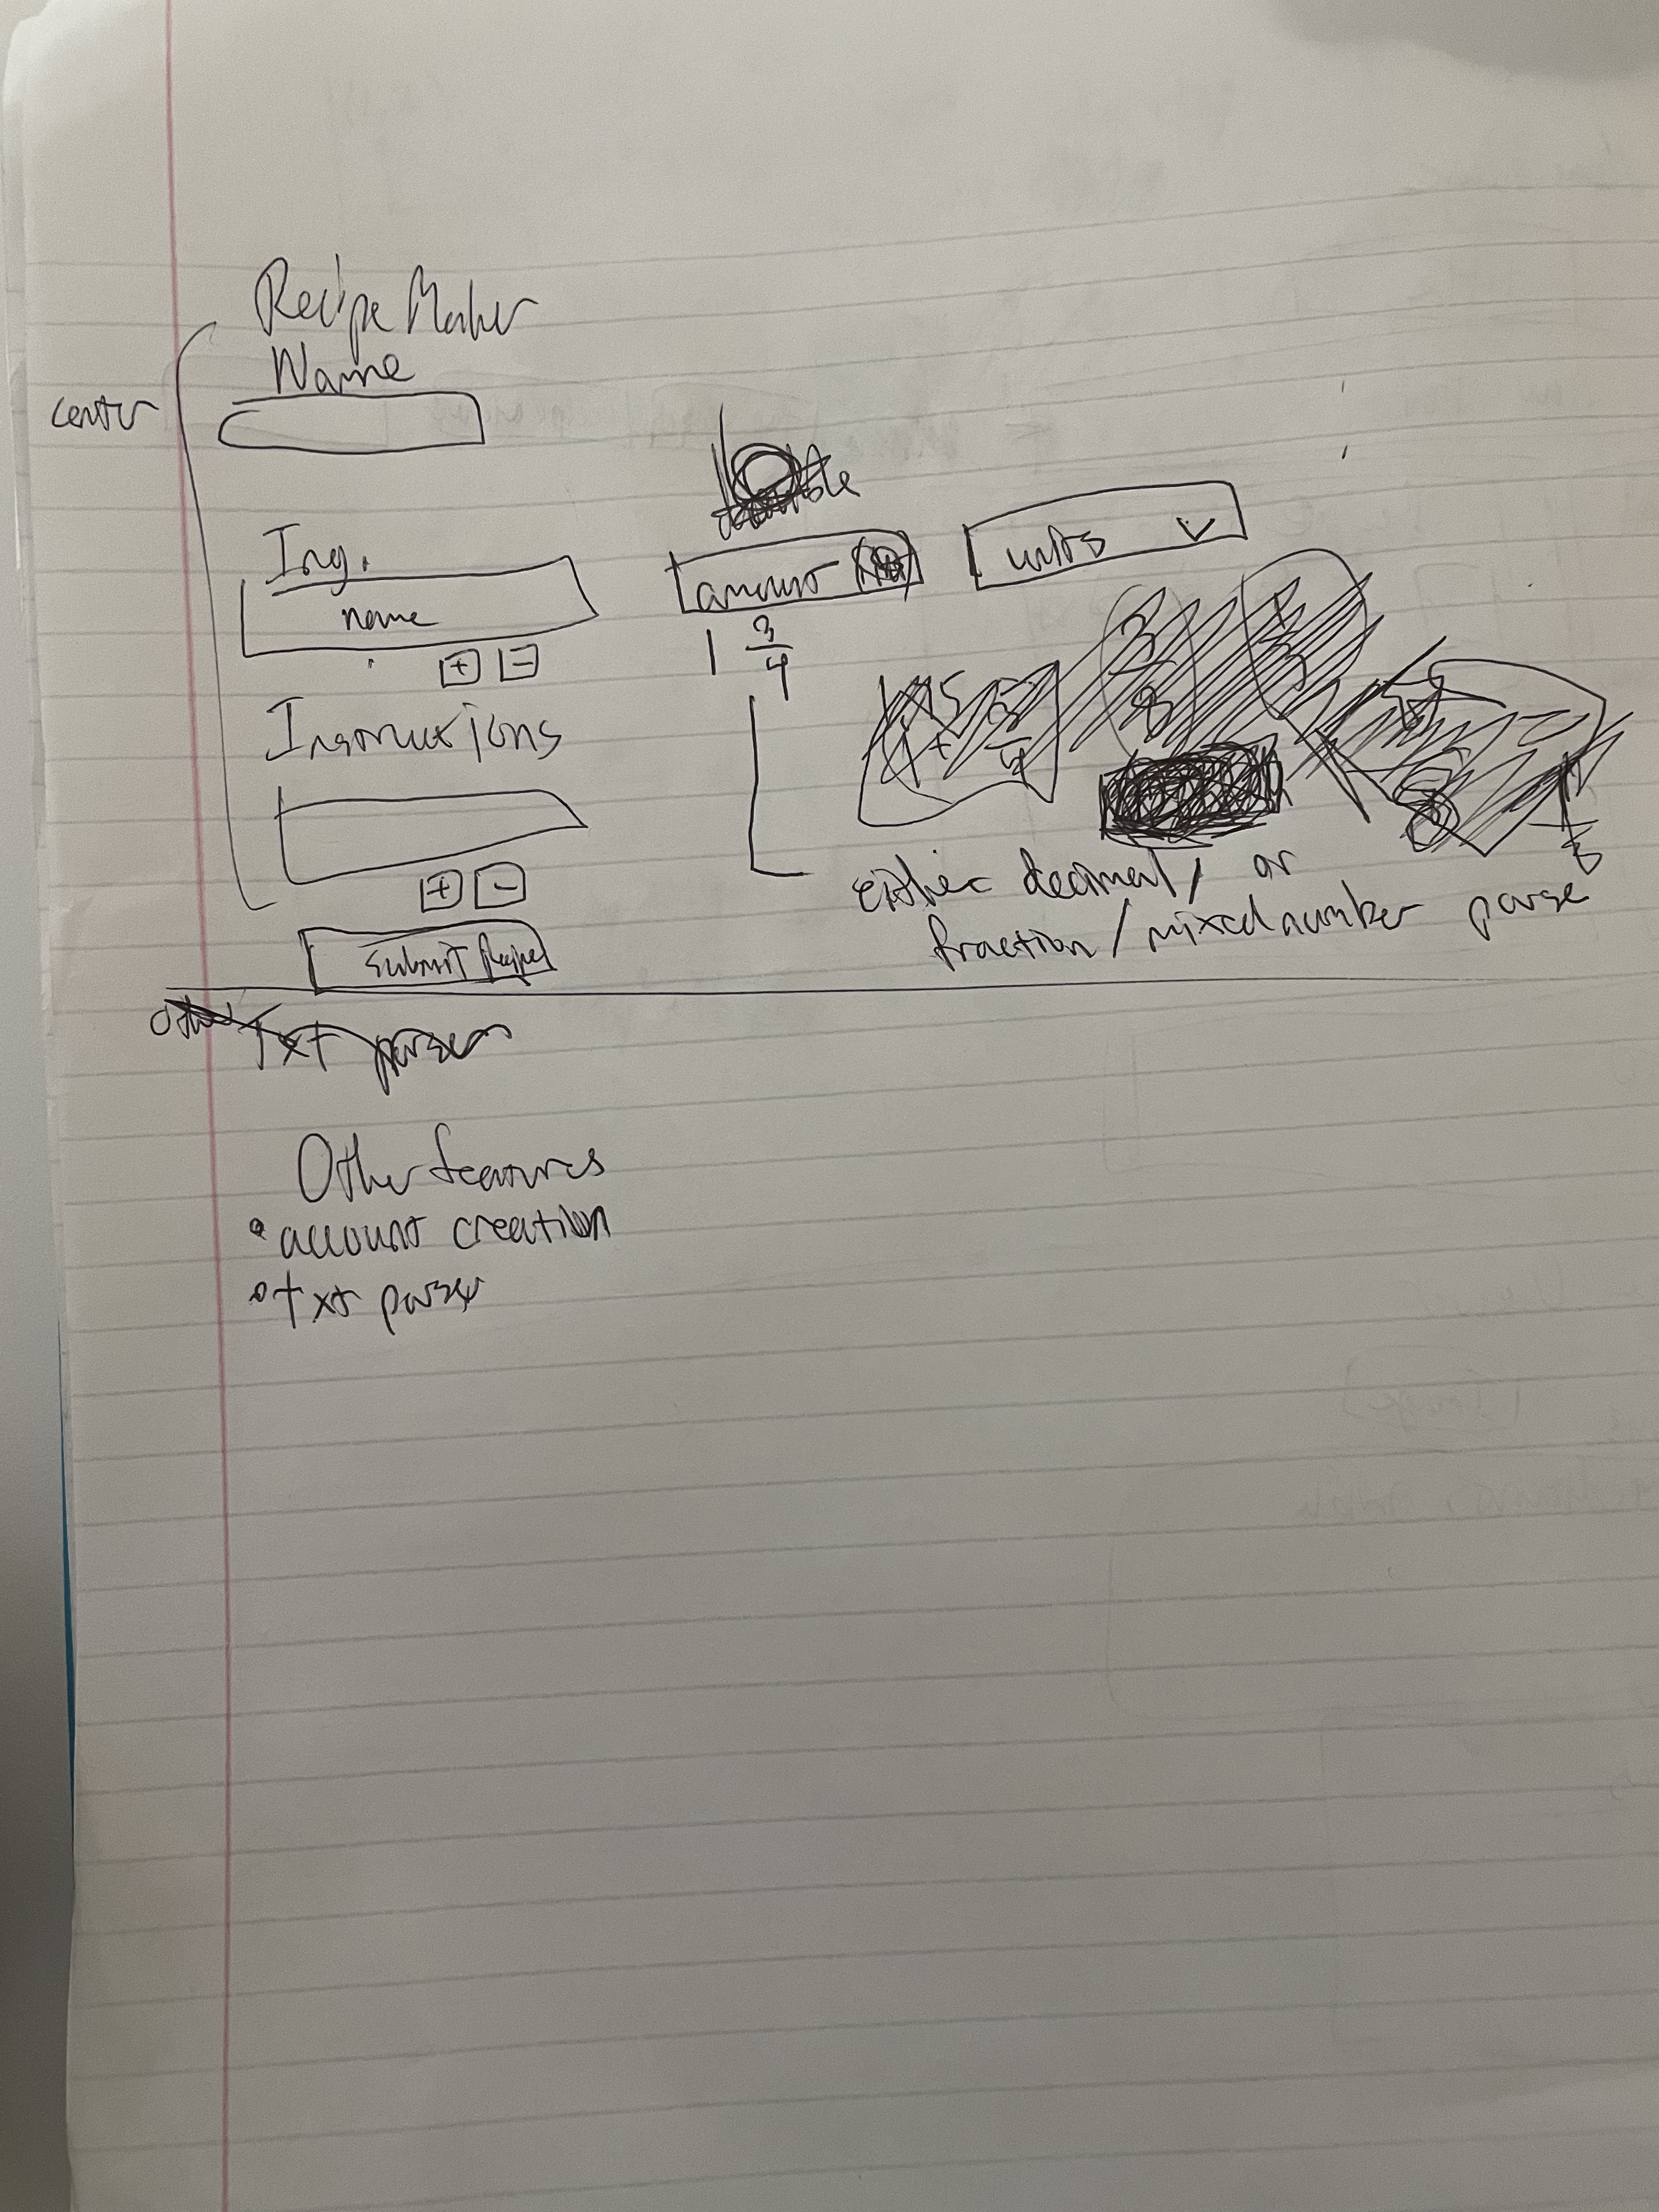 Recipe Maker
Name
center
Ing.
name
amount
units
+ -
1 3/4
Instructions
+ -
either decimal, or
fraction / mixed number parse
submit Recipe
Other
Txt parser
Other features
• account creation
• txt parser